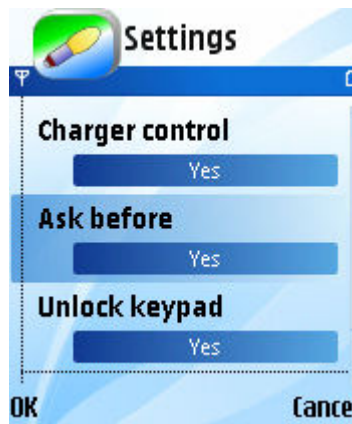 Settings
Charger control
Yes
Ask before
Yes
Unlock keypad
Yes
OK Cance